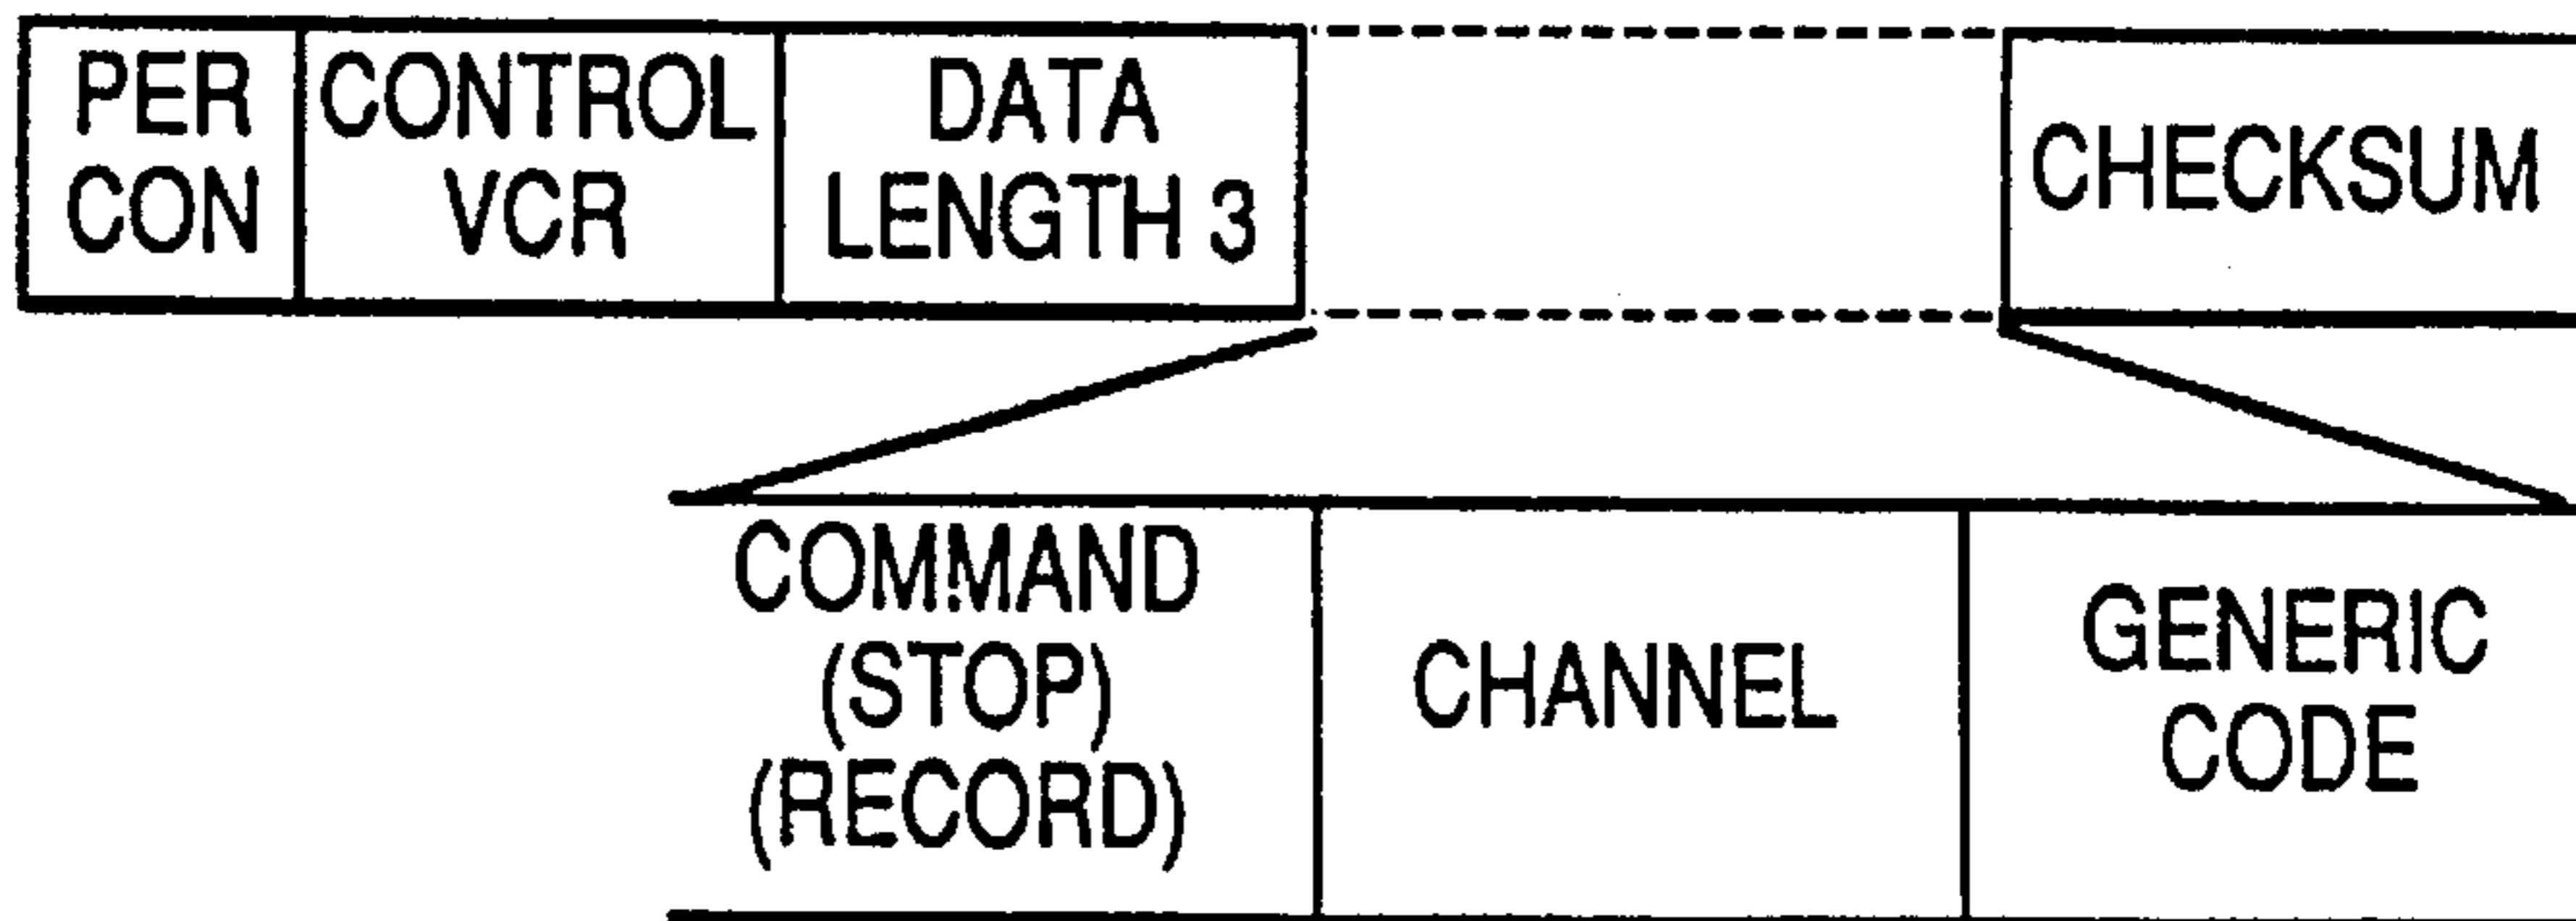 PER
CON
CONTROL
VCR
DATA
LENGTH 3
CHECKSUM
COMMAND
(STOP)
(RECORD)
CHANNEL
GENERIC
CODE